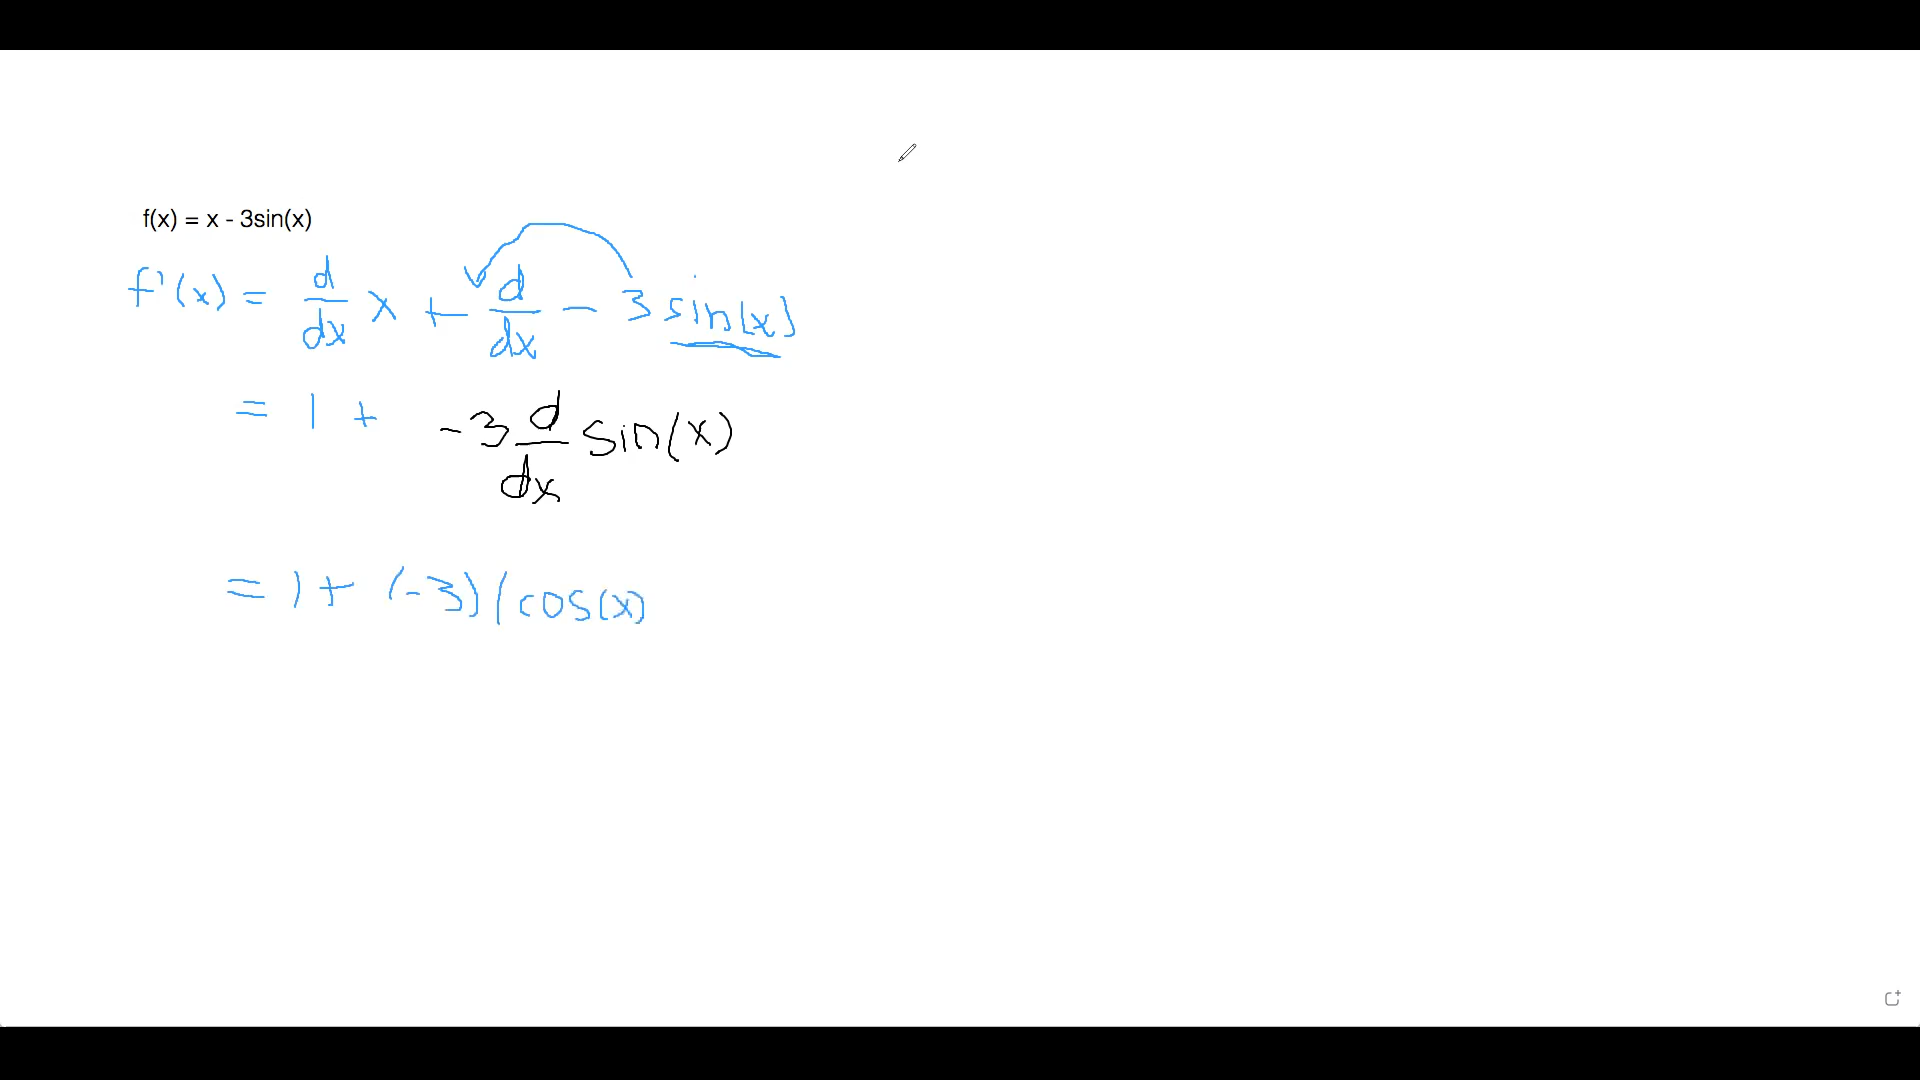 f(x) = x - 3sin(x)
f'(x) = d/dx x + d/dx - 3 sin(x)
= 1 + -3 d/dx sin(x)
= 1 + (-3)(cos(x)